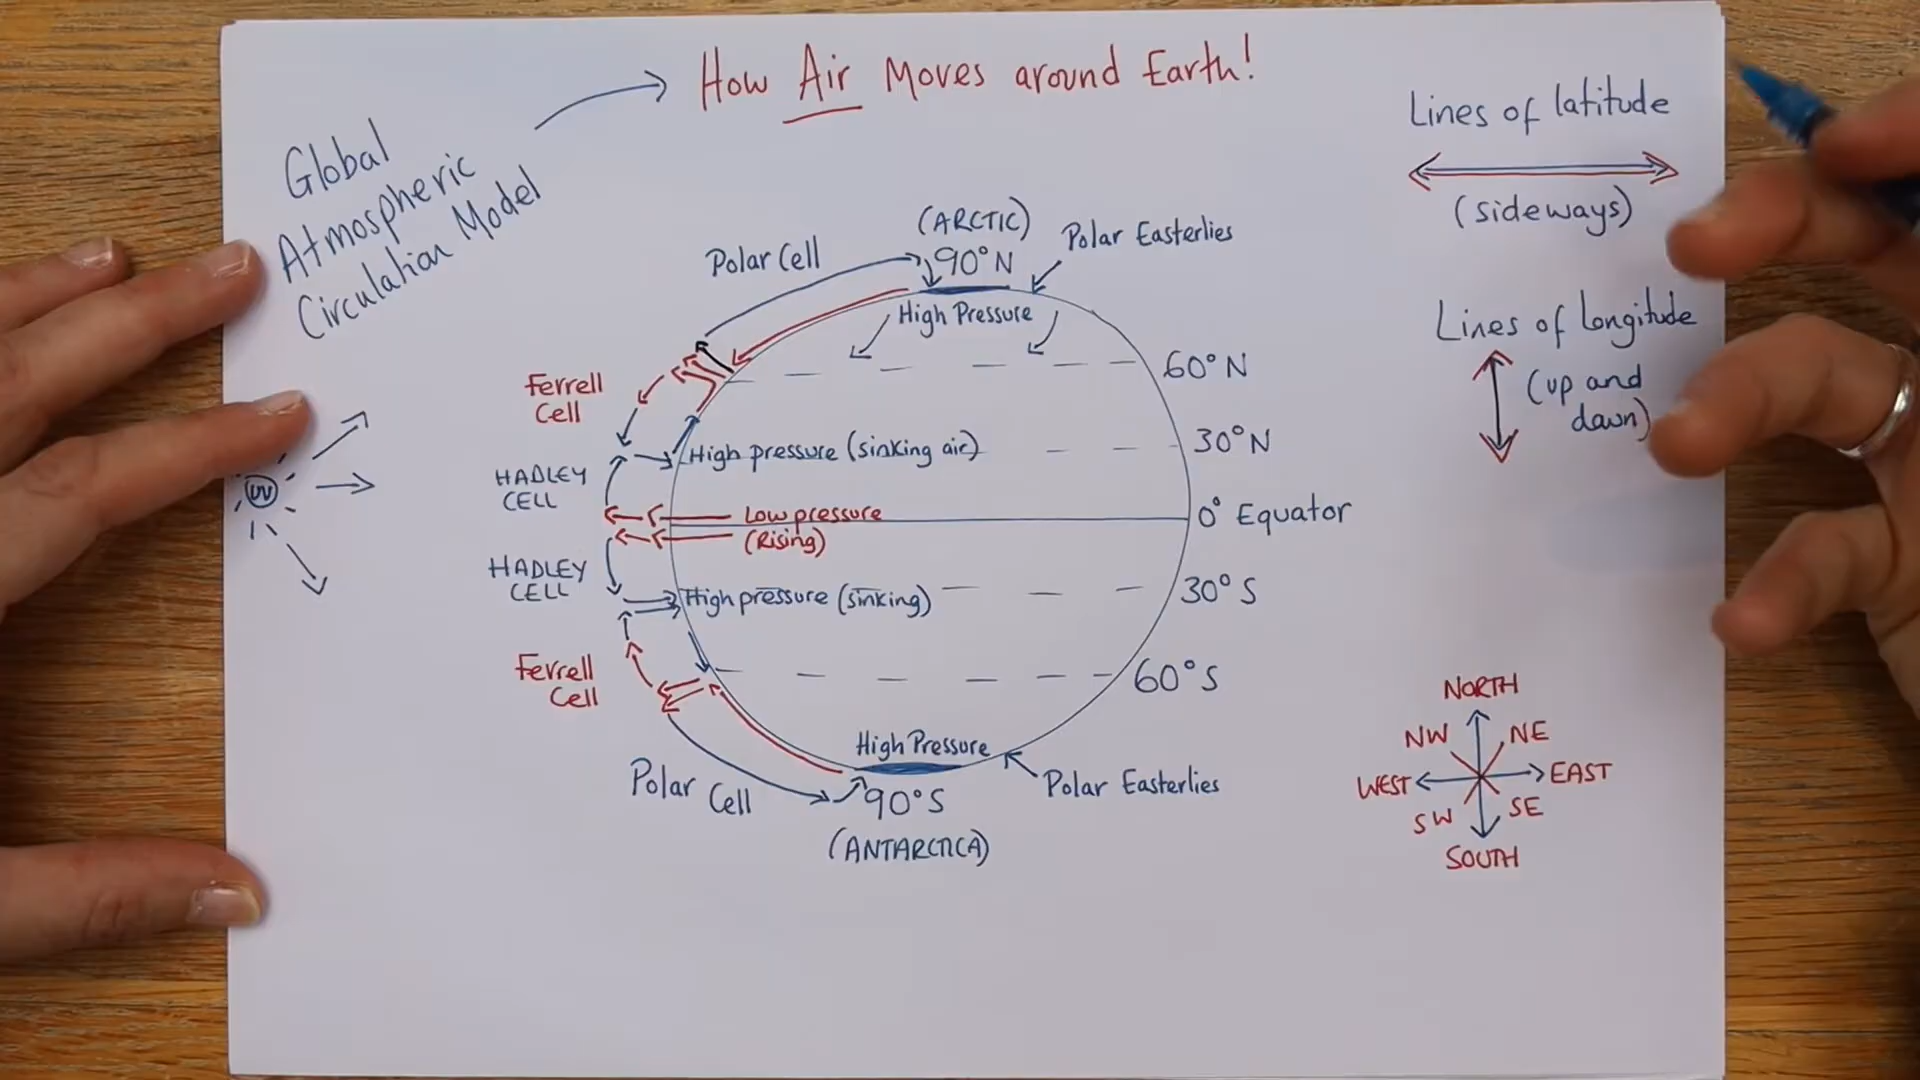 How Air Moves around Earth!
Global
Atmospheric
Circulation Model
Lines of latitude
(sideways)
Lines of longitude
(up and
down)
(ARCTIC)
90°N
Polar Easterlies
Polar Cell
High Pressure
60°N
Ferrell
Cell
30°N
High pressure (sinking air)
HADLEY
CELL
UV
Low pressure
(Rising)
0° Equator
HADLEY
CELL
High pressure (sinking)
30°S
Ferrell
Cell
60°S
High Pressure
Polar Cell
90°S
(ANTARCTICA)
Polar Easterlies
NORTH
NW
NE
WEST
EAST
SW
SE
SOUTH